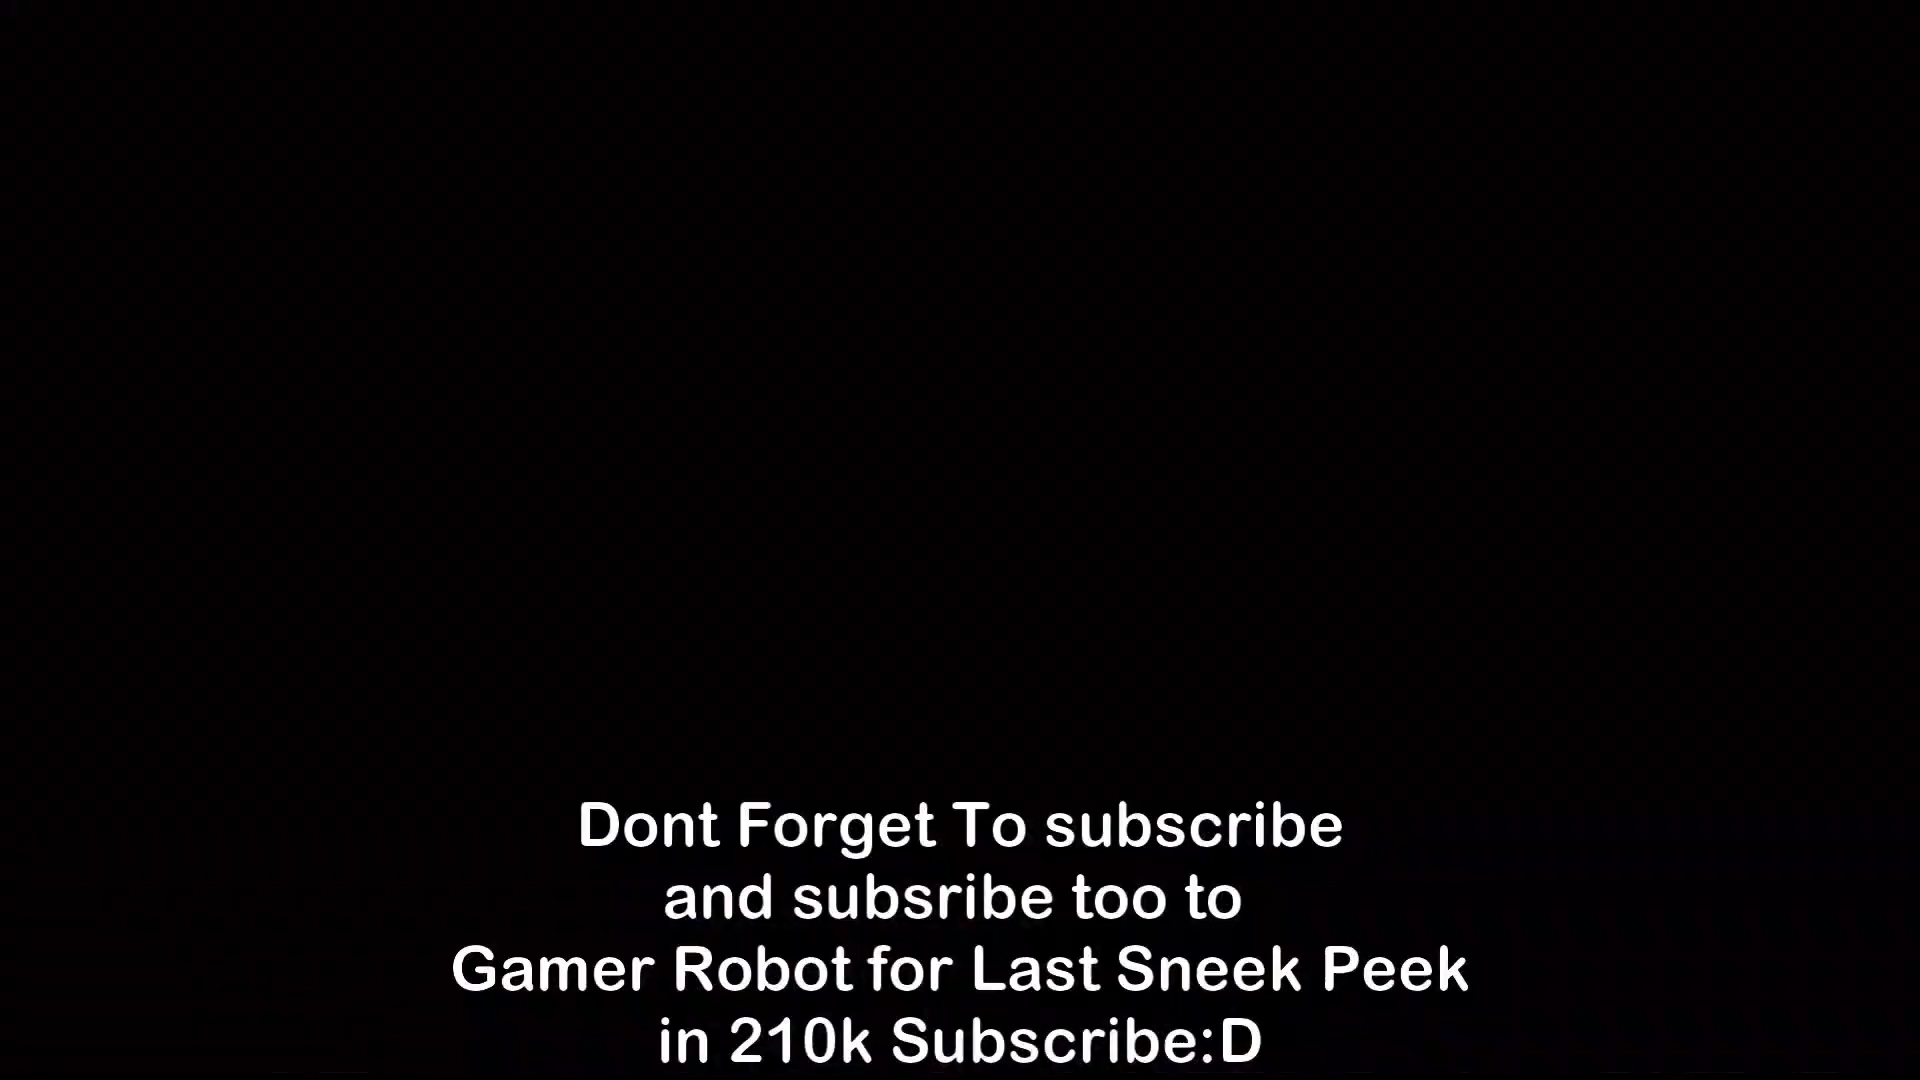 Dont Forget To subscribe
and subsribe too to
Gamer Robot for Last Sneek Peek
in 210k Subscribe:D